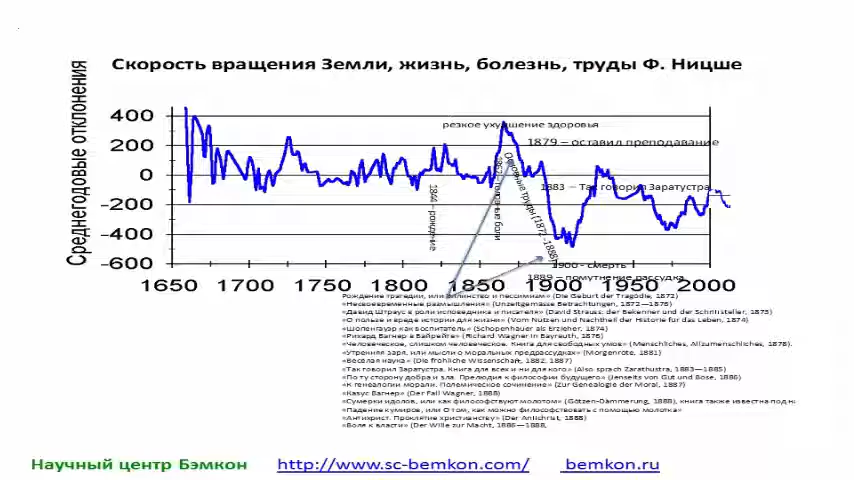 Скорость вращения Земли, жизнь, болезнь, труды Ф. Ницше
Среднегодовые отклонения
400
200
0
-200
-400
-600
1650 1700 1750 1800 1850 1900 1950 2000
резкое ухудшение здоровья
1879 – оставил преподавание
1883 – Так говорил Заратустра
1844 – рождение
головные боли
Основные труды (1872-1888)
1900 - смерть
1889 – помутнение рассудка
Рождение трагедии, или эллинство и пессимизм» (Die Geburt der Tragödie, 1872)
«Несвоевременные размышления» (Unzeitgemässe Betrachtungen, 1872—1876)
«Давид Штраус в роли исповедника и писателя» (David Strauss: der Bekenner und der Schriftsteller, 1873)
«О пользе и вреде истории для жизни» (Vom Nutzen und Nachtheil der Historie für das Leben, 1874)
«Шопенгауэр как воспитатель» (Schopenhauer als Erzieher, 1874)
«Рихард Вагнер в Байрейте» (Richard Wagner in Bayreuth, 1876)
«Человеческое, слишком человеческое. Книга для свободных умов» (Menschliches, Allzumenschliches, 1878).
«Утренняя заря, или мысли о моральных предрассудках» (Morgenröte, 1881)
«Веселая наука» (Die fröhliche Wissenschaft, 1882, 1887)
«Так говорил Заратустра. Книга для всех и ни для кого» (Also sprach Zarathustra, 1883—1885)
«По ту сторону добра и зла. Прелюдия к философии будущего» (Jenseits von Gut und Böse, 1886)
«К генеалогии морали. Полемическое сочинение» (Zur Genealogie der Moral, 1887)
«Казус Вагнер» (Der Fall Wagner, 1888)
«Сумерки идолов, или как философствуют молотом» (Götzen-Dämmerung, 1888), книга также известна под
«Падение кумиров, или О том, как можно философствовать с помощью молотка»
«Антихрист. Проклятие христианству» (Der Antichrist, 1888)
«Воля к власти» (Der Wille zur Macht, 1886—1888,
Научный центр Бэмкон http://www.sc-bemkon.com/ bemkon.ru